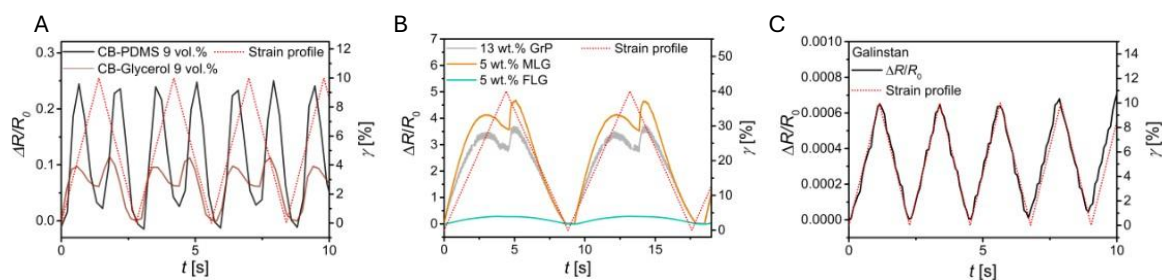 A
CB-PDMS 9 vol.% Strain profile
CB-Glycerol 9 vol.%
0.3
0.2
0.1
0.0
ΔR/R0
12
10
8
6
4
2
0
γ [%]
0 5 10
t [s]
B
13 wt.% GrP Strain profile
5 wt.% MLG
5 wt.% FLG
7
6
5
4
3
2
1
0
ΔR/R0
50
40
30
20
10
0
γ [%]
0 5 10 15
t [s]
C
Galinstan
ΔR/R0
Strain profile
0.0010
0.0008
0.0006
0.0004
0.0002
0.0000
ΔR/R0
14
12
10
8
6
4
2
0
γ [%]
0 2 4 6 8 10
t [s]